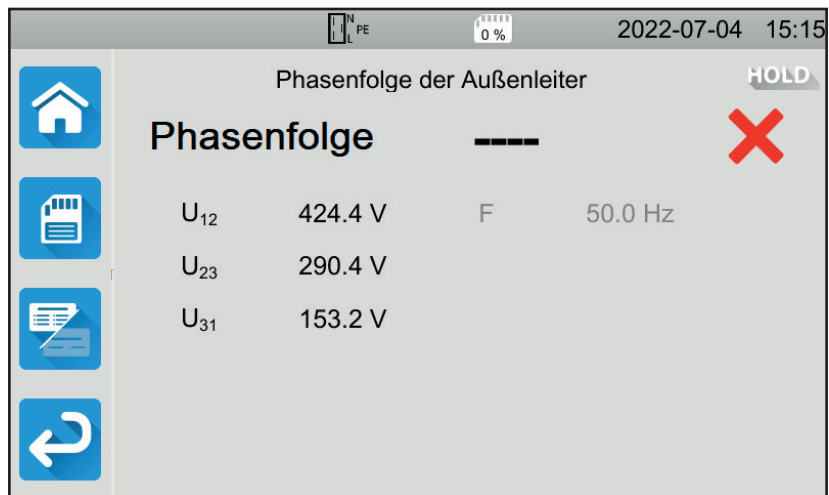 N PE L 0 % 2022-07-04 15:15
Phasenfolge der Außenleiter HOLD
Phasenfolge ----
U₁₂ 424.4 V F 50.0 Hz
U₂₃ 290.4 V
U₃₁ 153.2 V